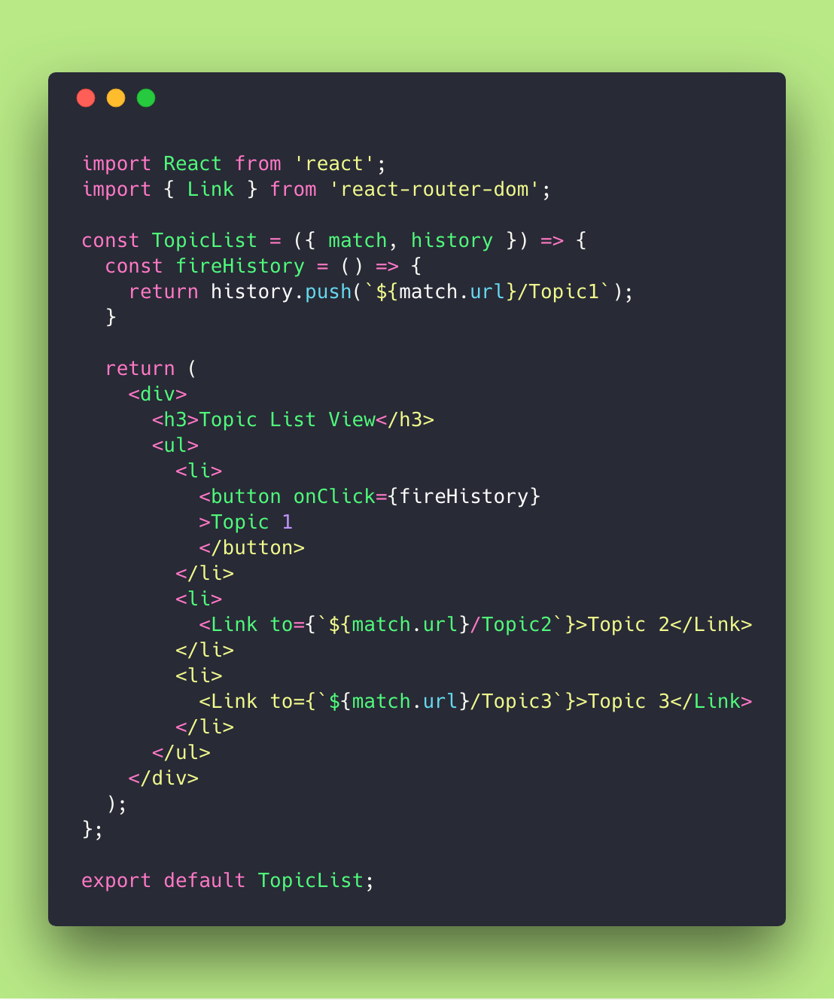 import React from 'react';
import { Link } from 'react-router-dom';

const TopicList = ({ match, history }) => {
  const fireHistory = () => {
    return history.push(`${match.url}/Topic1`);
  }

  return (
    <div>
      <h3>Topic List View</h3>
      <ul>
        <li>
          <button onClick={fireHistory}
          >Topic 1
          </button>
        </li>
        <li>
          <Link to={`${match.url}/Topic2`}>Topic 2</Link>
        </li>
        <li>
          <Link to={`${match.url}/Topic3`}>Topic 3</Link>
        </li>
      </ul>
    </div>
  );
};

export default TopicList;